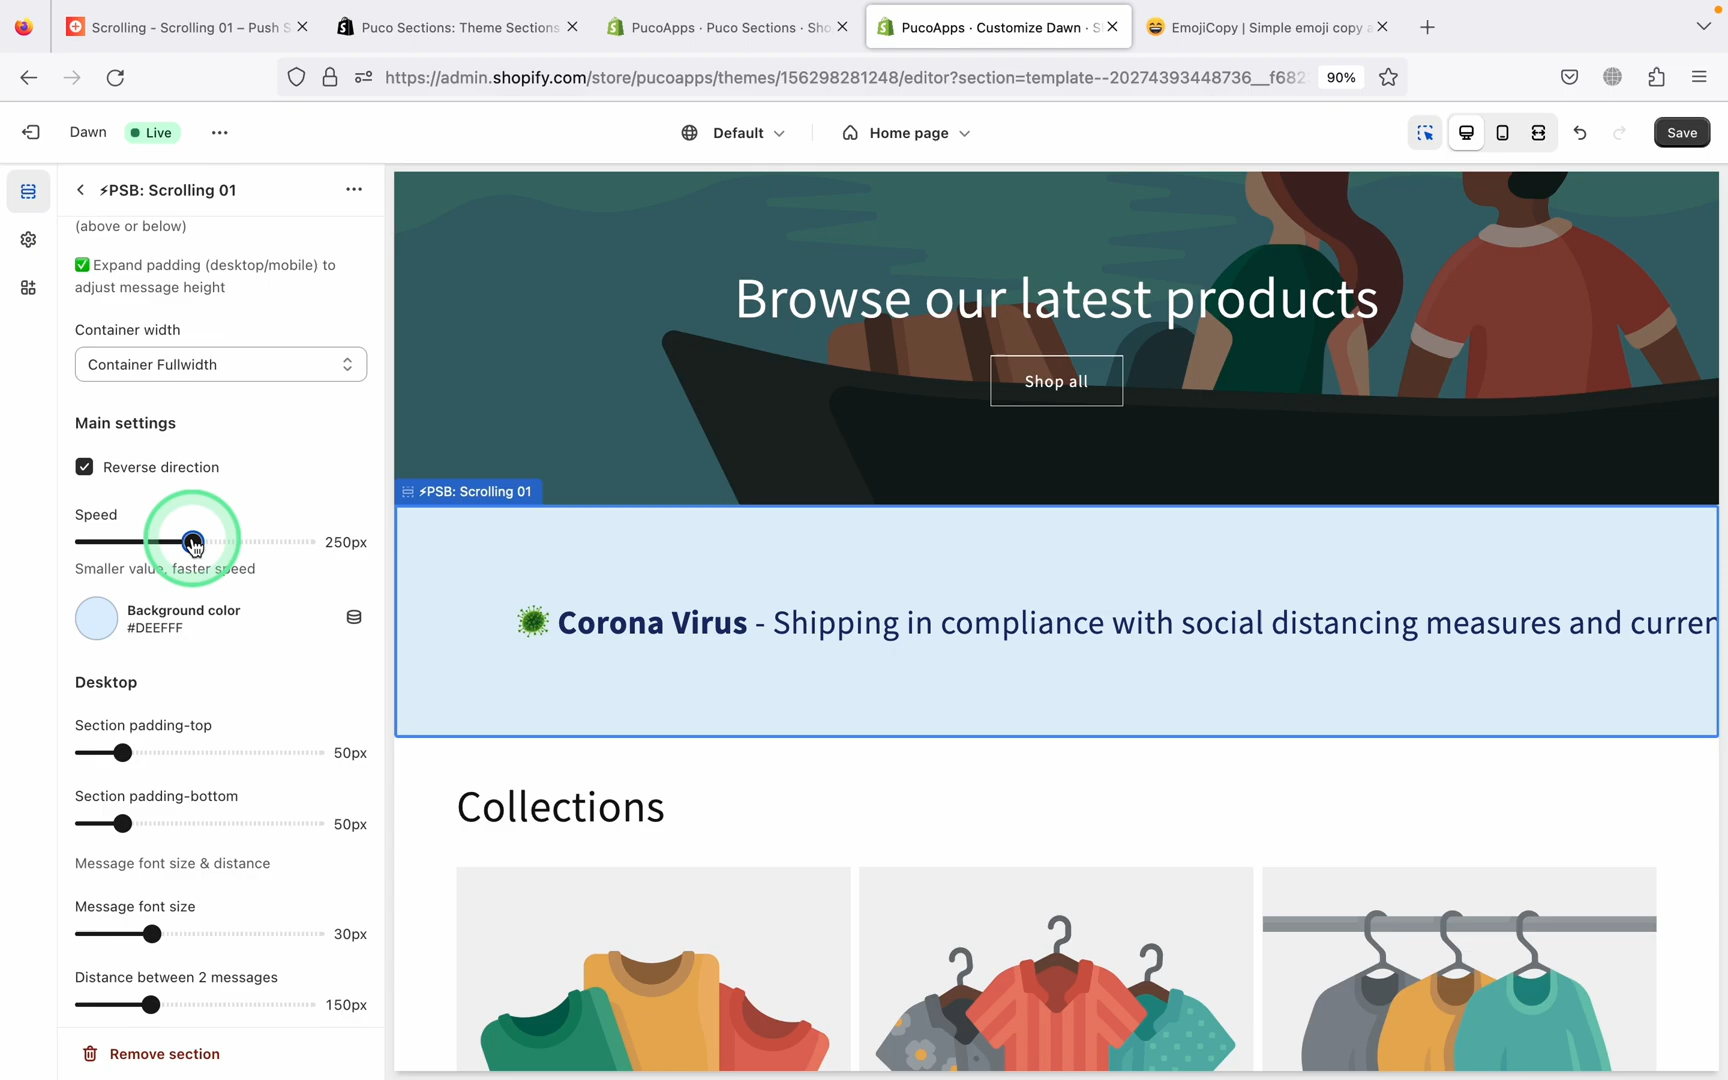 Scrolling - Scrolling 01 – Push S
Puco Sections: Theme Sections
PucoApps · Puco Sections · Sho
PucoApps · Customize Dawn · S
EmojiCopy | Simple emoji copy a
https://admin.shopify.com/store/pucoapps/themes/156298281248/editor?section=template--20274393448736__f682
90%
Dawn
Live
Default
Home page
Save
⚡PSB: Scrolling 01
(above or below)
✅Expand padding (desktop/mobile) to
adjust message height
Container width
Container Fullwidth
Main settings
Reverse direction
Speed
250px
Smaller value, faster speed
Background color
#DEEFFF
Desktop
Section padding-top
50px
Section padding-bottom
50px
Message font size & distance
Message font size
30px
Distance between 2 messages
150px
Remove section
Browse our latest products
Shop all
⚡PSB: Scrolling 01
🦠 Corona Virus - Shipping in compliance with social distancing measures and curren
Collections